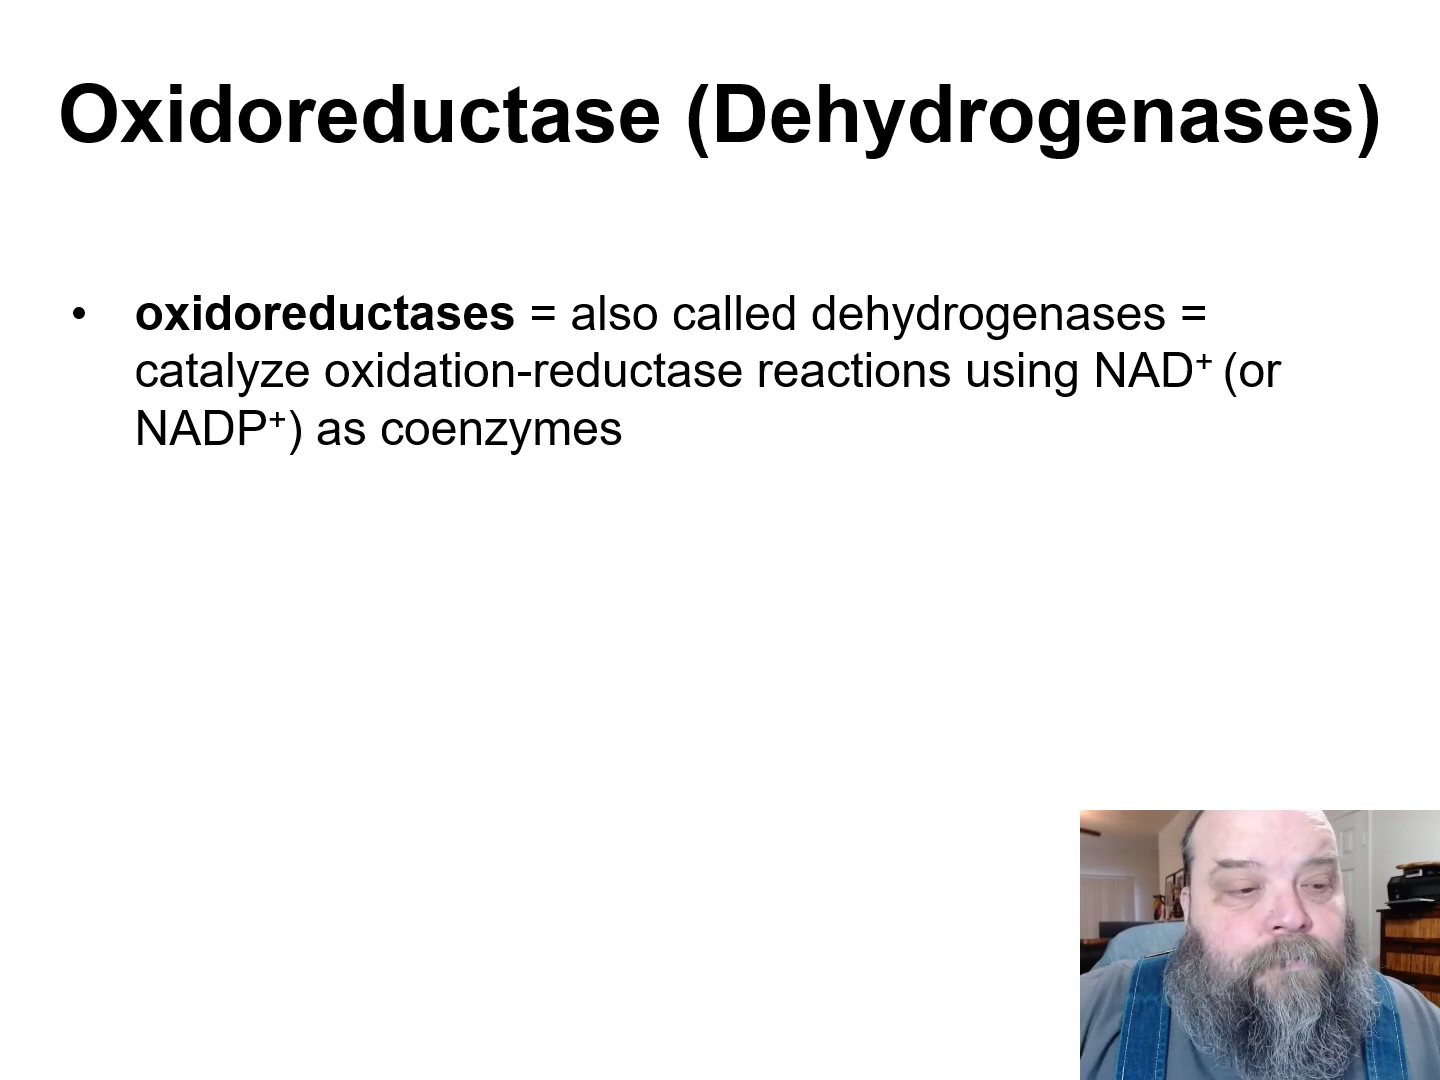 Oxidoreductase (Dehydrogenases)
• oxidoreductases = also called dehydrogenases =
catalyze oxidation-reductase reactions using NAD⁺ (or
NADP⁺) as coenzymes